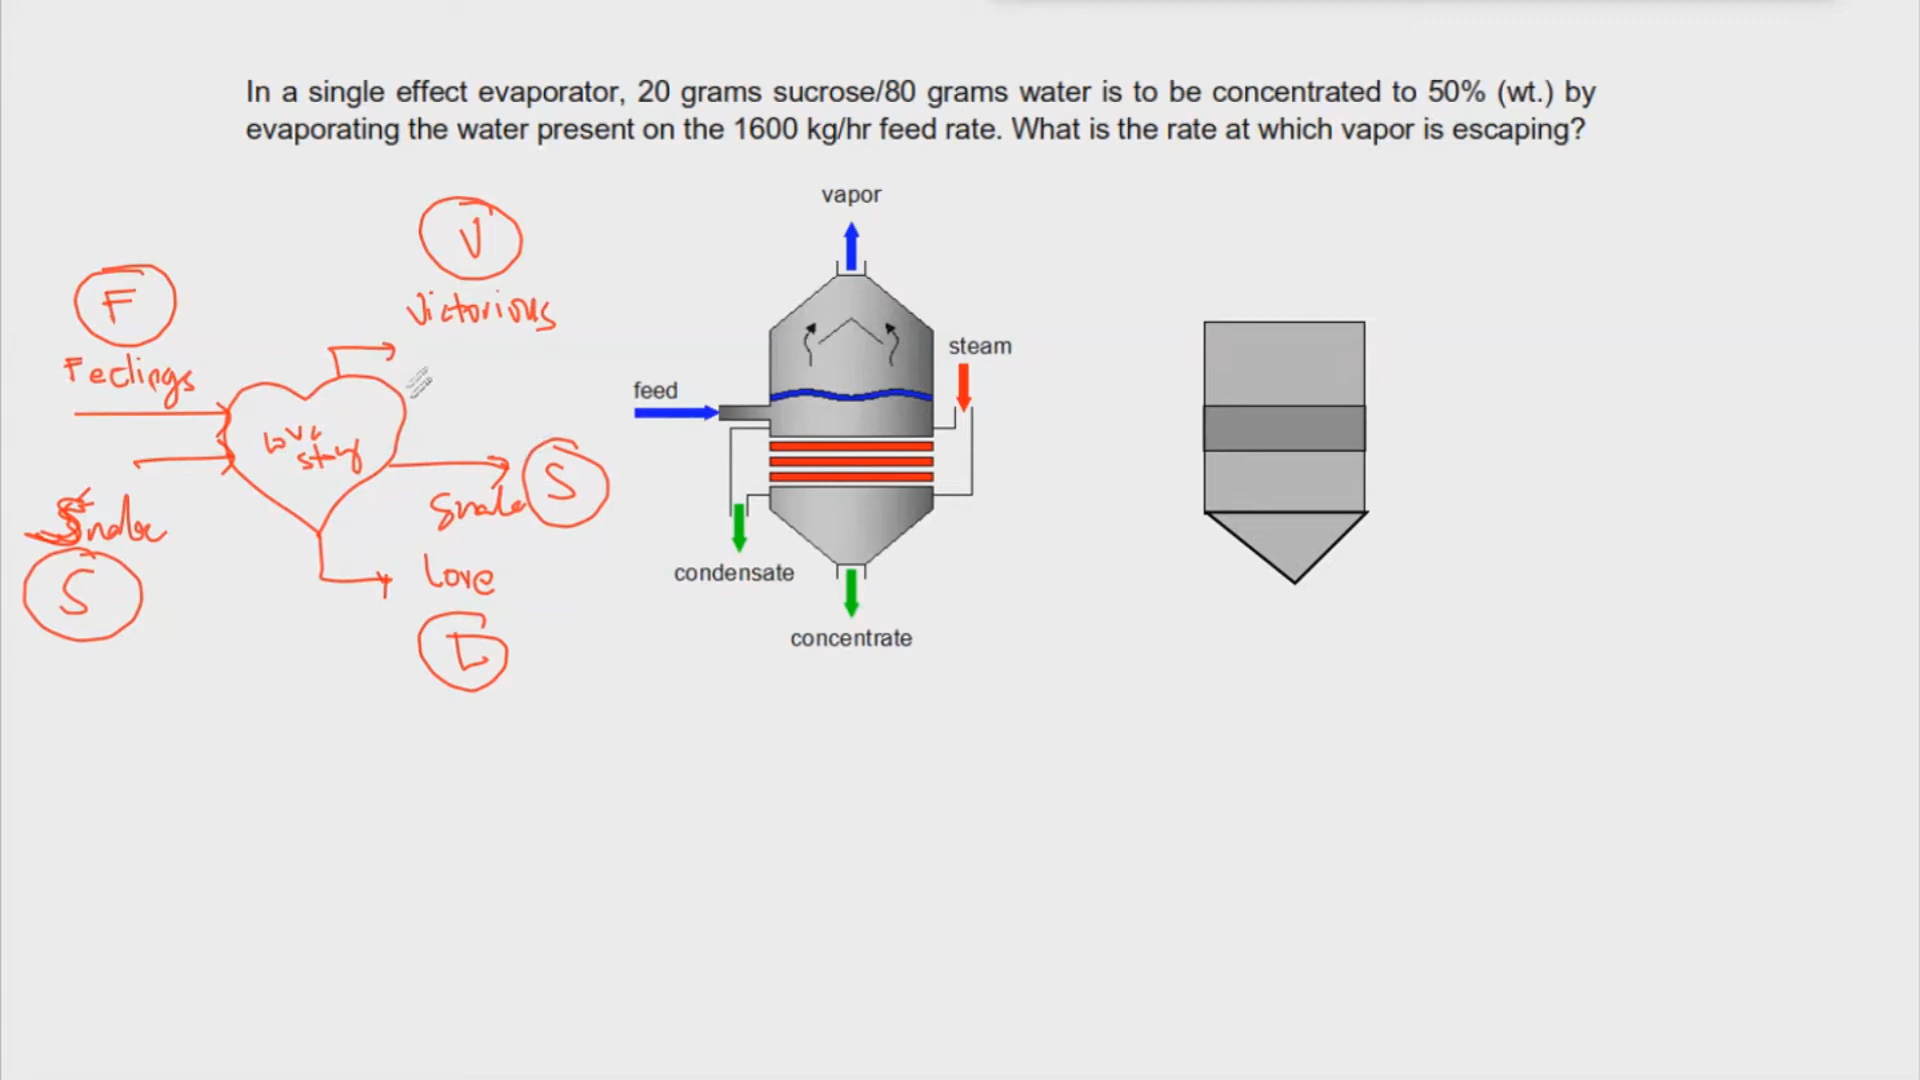 In a single effect evaporator, 20 grams sucrose/80 grams water is to be concentrated to 50% (wt.) by
evaporating the water present on the 1600 kg/hr feed rate. What is the rate at which vapor is escaping?
vapor
V
Victorious
F
Feelings
steam
feed
Love
story
S
Snake
Snake
S
Love
L
condensate
concentrate